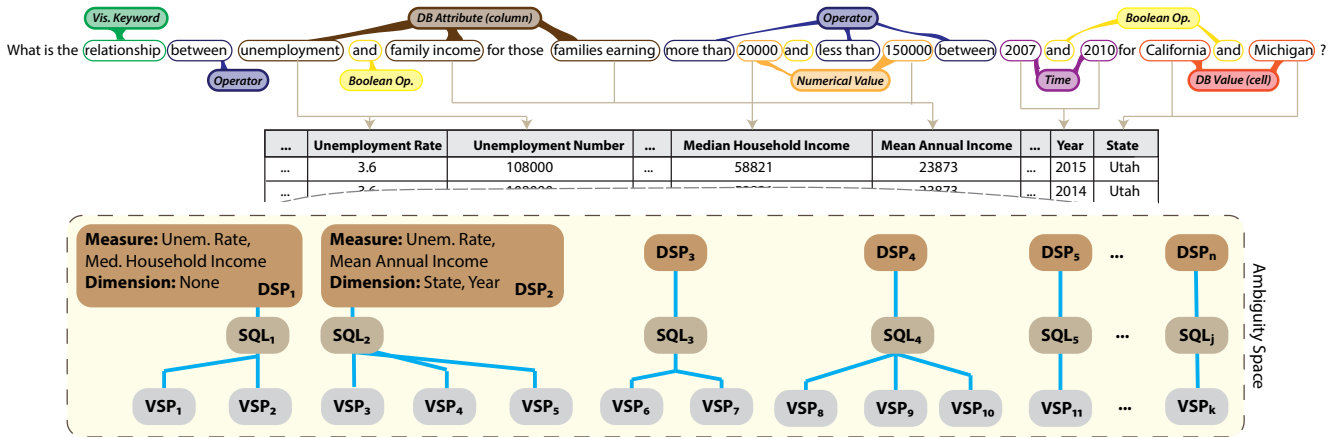 Vis. Keyword DB Attribute (column) Operator Boolean Op.
What is the relationship between unemployment and family income for those families earning more than 20000 and less than 150000 between 2007 and 2010 for California and Michigan ?
Operator Boolean Op. Numerical Value Time DB Value (cell)
... Unemployment Rate Unemployment Number ... Median Household Income Mean Annual Income ... Year State
... 3.6 108000 ... 58821 23873 ... 2015 Utah
... 3.6 108000 58821 23873 ... 2014 Utah
Measure: Unem. Rate,
Med. Household Income
Dimension: None
DSP1
Measure: Unem. Rate,
Mean Annual Income
Dimension: State, Year
DSP2
DSP3 DSP4 DSP5 ... DSPn
SQL1 SQL2 SQL3 SQL4 SQL5 ... SQLj
VSP1 VSP2 VSP3 VSP4 VSP5 VSP6 VSP7 VSP8 VSP9 VSP10 VSP11 ... VSPk
Ambiguity Space